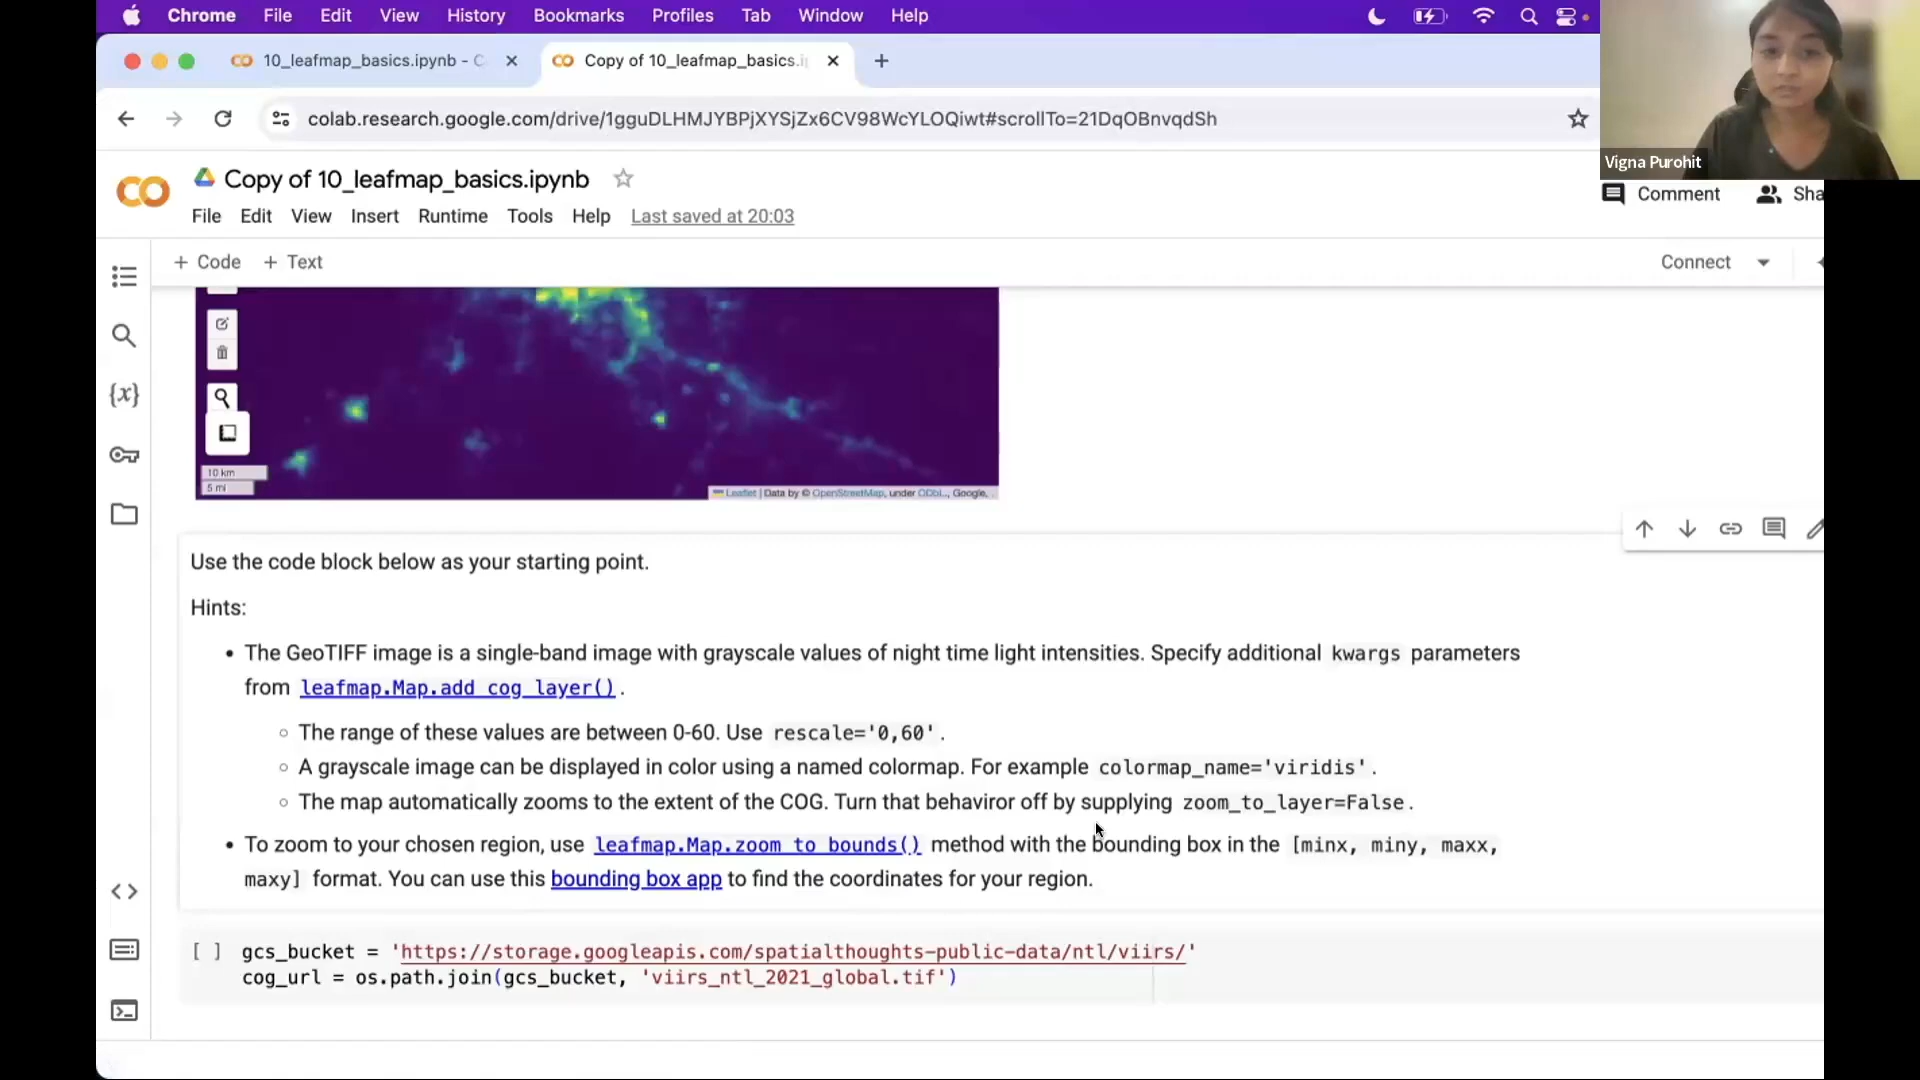 Chrome File Edit View History Bookmarks Profiles Tab Window Help
10_leafmap_basics.ipynb - C
Copy of 10_leafmap_basics.i
colab.research.google.com/drive/1gguDLHMJYBPjXYSjZx6CV98WcYLOQiwt#scrollTo=21DqOBnvqdSh
Vigna Purohit
CO Copy of 10_leafmap_basics.ipynb
Comment Sha
File Edit View Insert Runtime Tools Help Last saved at 20:03
+ Code + Text Connect
{x}
10 km
5 mi
Leaflet | Data by © OpenStreetMap, under ODbL., Google,
Use the code block below as your starting point.
Hints:
• The GeoTIFF image is a single-band image with grayscale values of night time light intensities. Specify additional kwargs parameters
from leafmap.Map.add_cog_layer().
○ The range of these values are between 0-60. Use rescale='0,60'.
○ A grayscale image can be displayed in color using a named colormap. For example colormap_name='viridis'.
○ The map automatically zooms to the extent of the COG. Turn that behaviror off by supplying zoom_to_layer=False.
• To zoom to your chosen region, use leafmap.Map.zoom_to_bounds() method with the bounding box in the [minx, miny, maxx,
maxy] format. You can use this bounding box app to find the coordinates for your region.
[ ] gcs_bucket = 'https://storage.googleapis.com/spatialthoughts-public-data/ntl/viirs/'
cog_url = os.path.join(gcs_bucket, 'viirs_ntl_2021_global.tif')